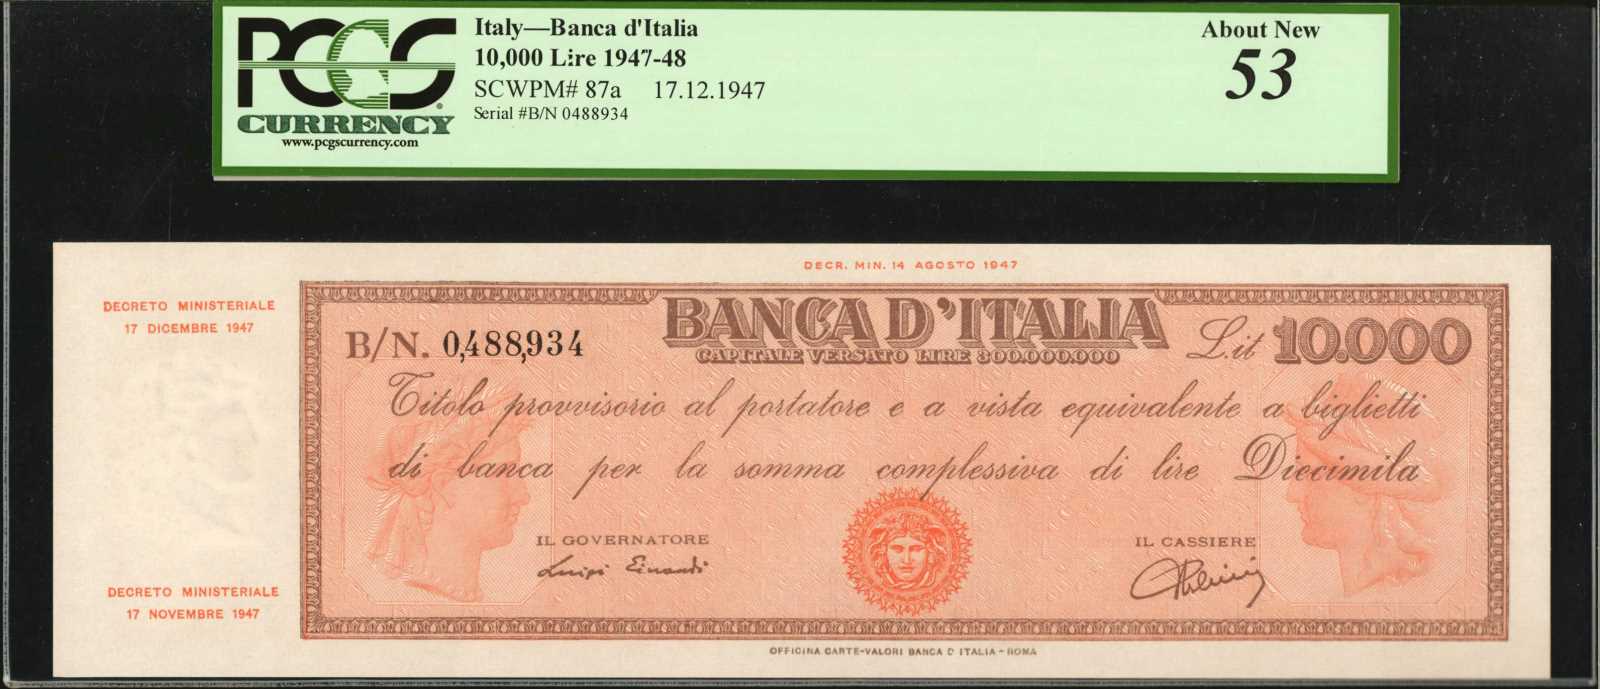 PCGS
CURRENCY
www.pcgscurrency.com
Italy—Banca d'Italia
10,000 Lire 1947-48
SCWPM# 87a 17.12.1947
Serial #B/N 0488934
About New
53
DECR. MIN. 14 AGOSTO 1947
DECRETO MINISTERIALE
17 DICEMBRE 1947
B/N. 0,488,934
BANCA D'ITALIA
CAPITALE VERSATO LIRE 300.000.000
L.it 10.000
Titolo provvisorio al portatore e a vista equivalente a biglietti
di banca per la somma complessiva di lire Diecimila
IL GOVERNATORE
Luigi Einaudi
IL CASSIERE
DECRETO MINISTERIALE
17 NOVEMBRE 1947
OFFICINA CARTE-VALORI BANCA D'ITALIA - ROMA